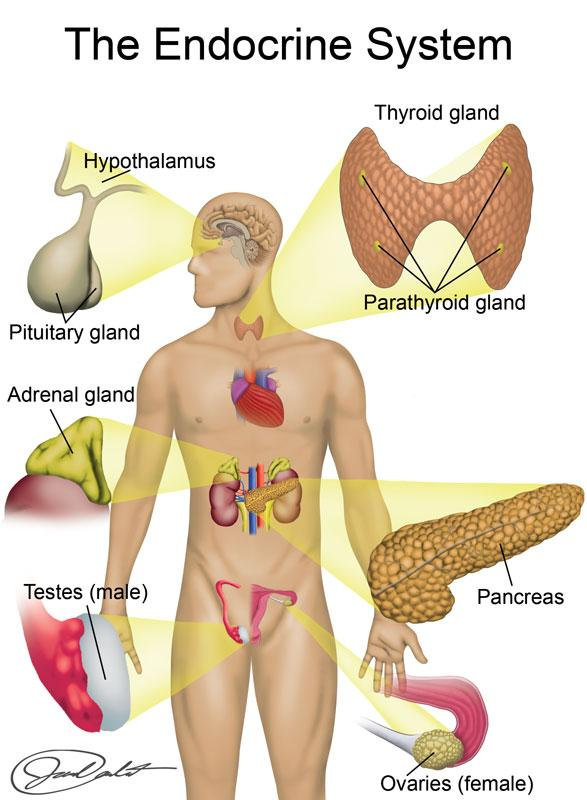 The Endocrine System
Thyroid gland
Hypothalamus
Parathyroid gland
Pituitary gland
Adrenal gland
Testes (male)
Pancreas
Ovaries (female)